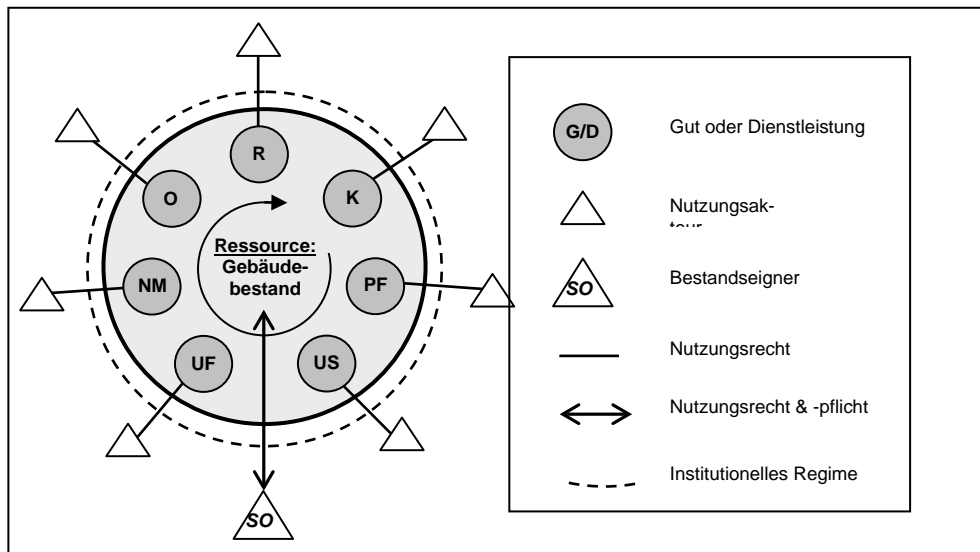 R
O
K
Ressource:
Gebäude-
bestand
NM
PF
UF
US
SO
G/D
Gut oder Dienstleistung
Nutzungsak-
teur
SO
Bestandseigner
Nutzungsrecht
Nutzungsrecht & -pflicht
Institutionelles Regime